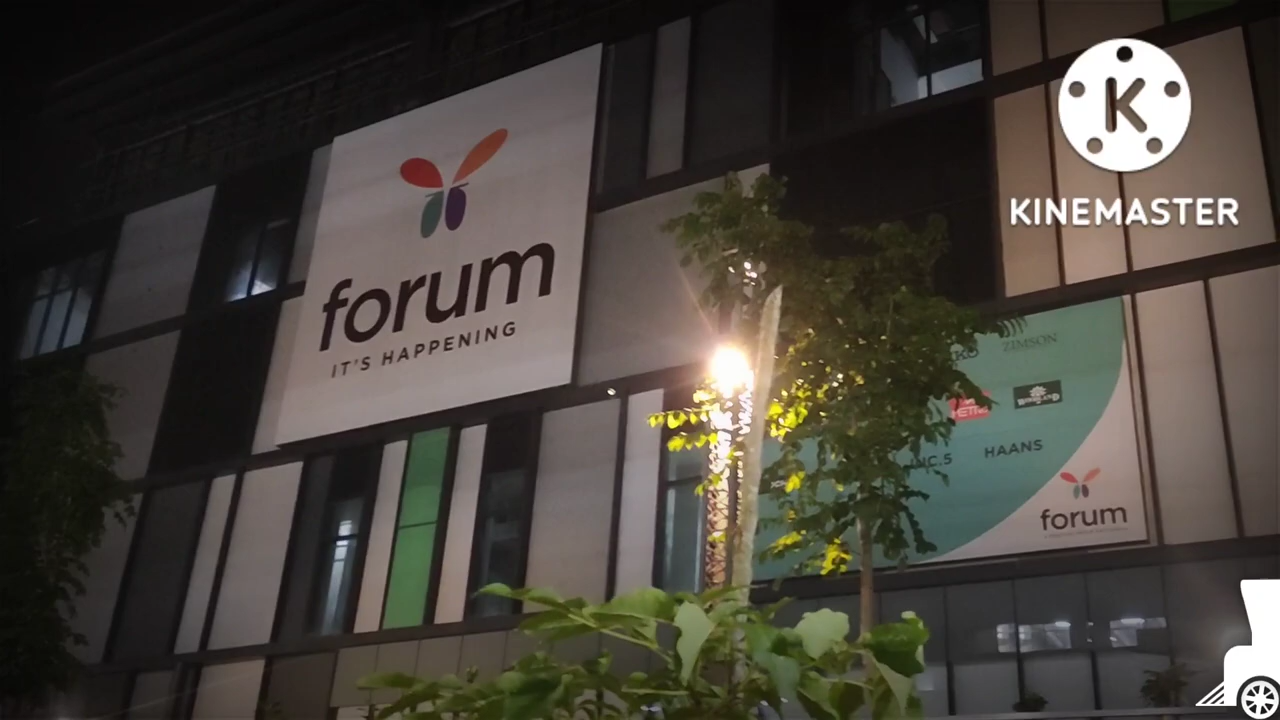 forum
IT'S HAPPENING
K
KINEMASTER
ZIMSON
HAANS
forum